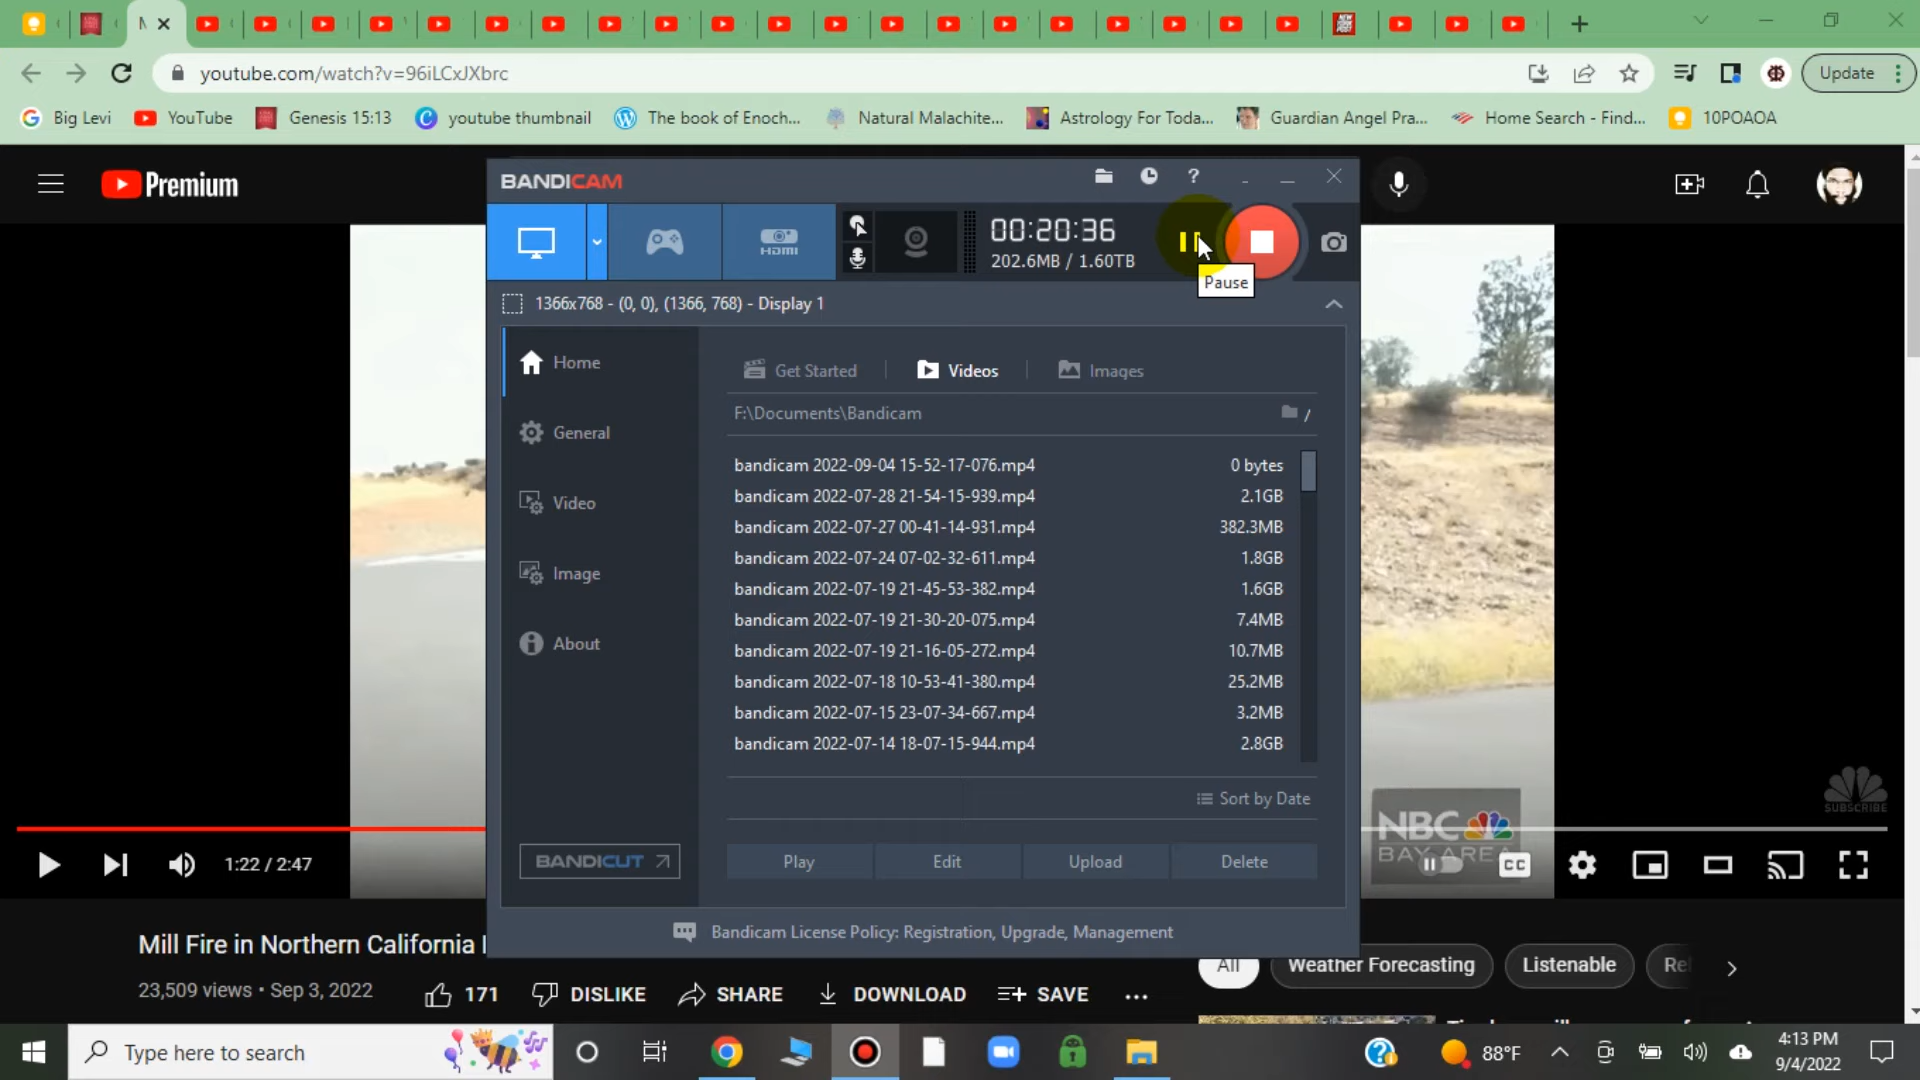 M
youtube.com/watch?v=96iLCxJXbrc
Update
Big Levi
YouTube
Genesis 15:13
youtube thumbnail
The book of Enoch...
Natural Malachite...
Astrology For Toda...
Guardian Angel Pra...
Home Search - Find...
10POAOA
Premium
BANDICAM
?
HDMI
00:20:36
202.6MB / 1.60TB
Pause
1366x768 - (0, 0), (1366, 768) - Display 1
Home
General
Video
Image
About
Get Started
Videos
Images
F:\Documents\Bandicam
/
bandicam 2022-09-04 15-52-17-076.mp4 0 bytes
bandicam 2022-07-28 21-54-15-939.mp4 2.1GB
bandicam 2022-07-27 00-41-14-931.mp4 382.3MB
bandicam 2022-07-24 07-02-32-611.mp4 1.8GB
bandicam 2022-07-19 21-45-53-382.mp4 1.6GB
bandicam 2022-07-19 21-30-20-075.mp4 7.4MB
bandicam 2022-07-19 21-16-05-272.mp4 10.7MB
bandicam 2022-07-18 10-53-41-380.mp4 25.2MB
bandicam 2022-07-15 23-07-34-667.mp4 3.2MB
bandicam 2022-07-14 18-07-15-944.mp4 2.8GB
Sort by Date
BANDICUT
Play
Edit
Upload
Delete
Bandicam License Policy: Registration, Upgrade, Management
SUBSCRIBE
NBC
BAY AREA
CC
1:22 / 2:47
Mill Fire in Northern California
23,509 views • Sep 3, 2022
171
DISLIKE
SHARE
DOWNLOAD
SAVE
All
Weather Forecasting
Listenable
Type here to search
88°F
4:13 PM
9/4/2022